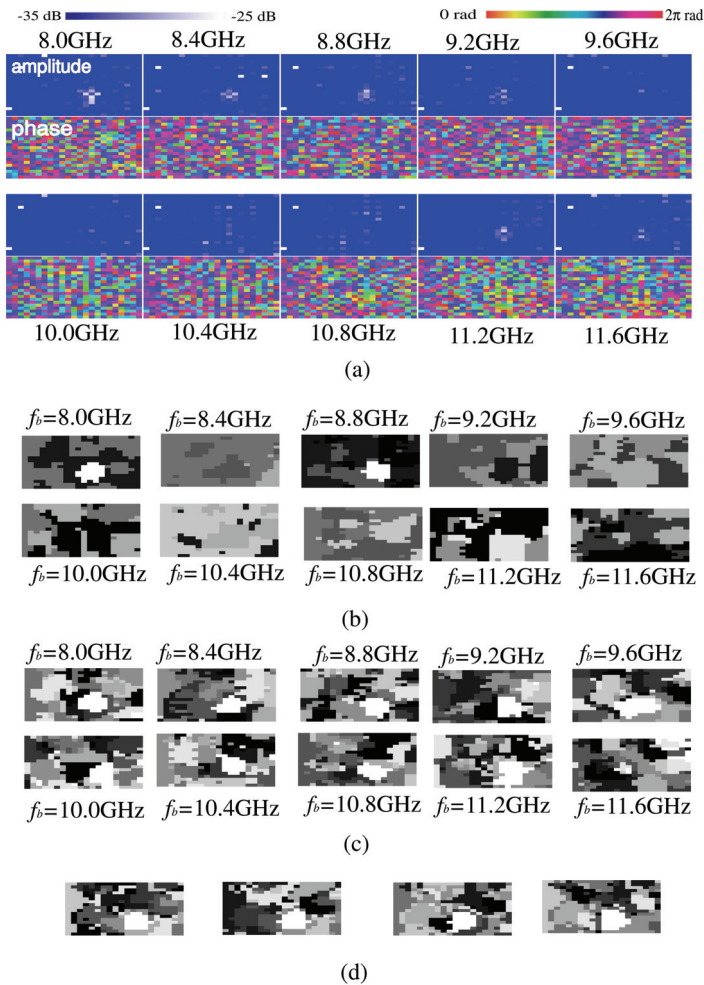 -35 dB -25 dB 0 rad 2π rad
8.0GHz 8.4GHz 8.8GHz 9.2GHz 9.6GHz
amplitude
phase
10.0GHz 10.4GHz 10.8GHz 11.2GHz 11.6GHz
(a)
fb=8.0GHz fb=8.4GHz fb=8.8GHz fb=9.2GHz fb=9.6GHz
fb=10.0GHz fb=10.4GHz fb=10.8GHz fb=11.2GHz fb=11.6GHz
(b)
fb=8.0GHz fb=8.4GHz fb=8.8GHz fb=9.2GHz fb=9.6GHz
fb=10.0GHz fb=10.4GHz fb=10.8GHz fb=11.2GHz fb=11.6GHz
(c)
(d)